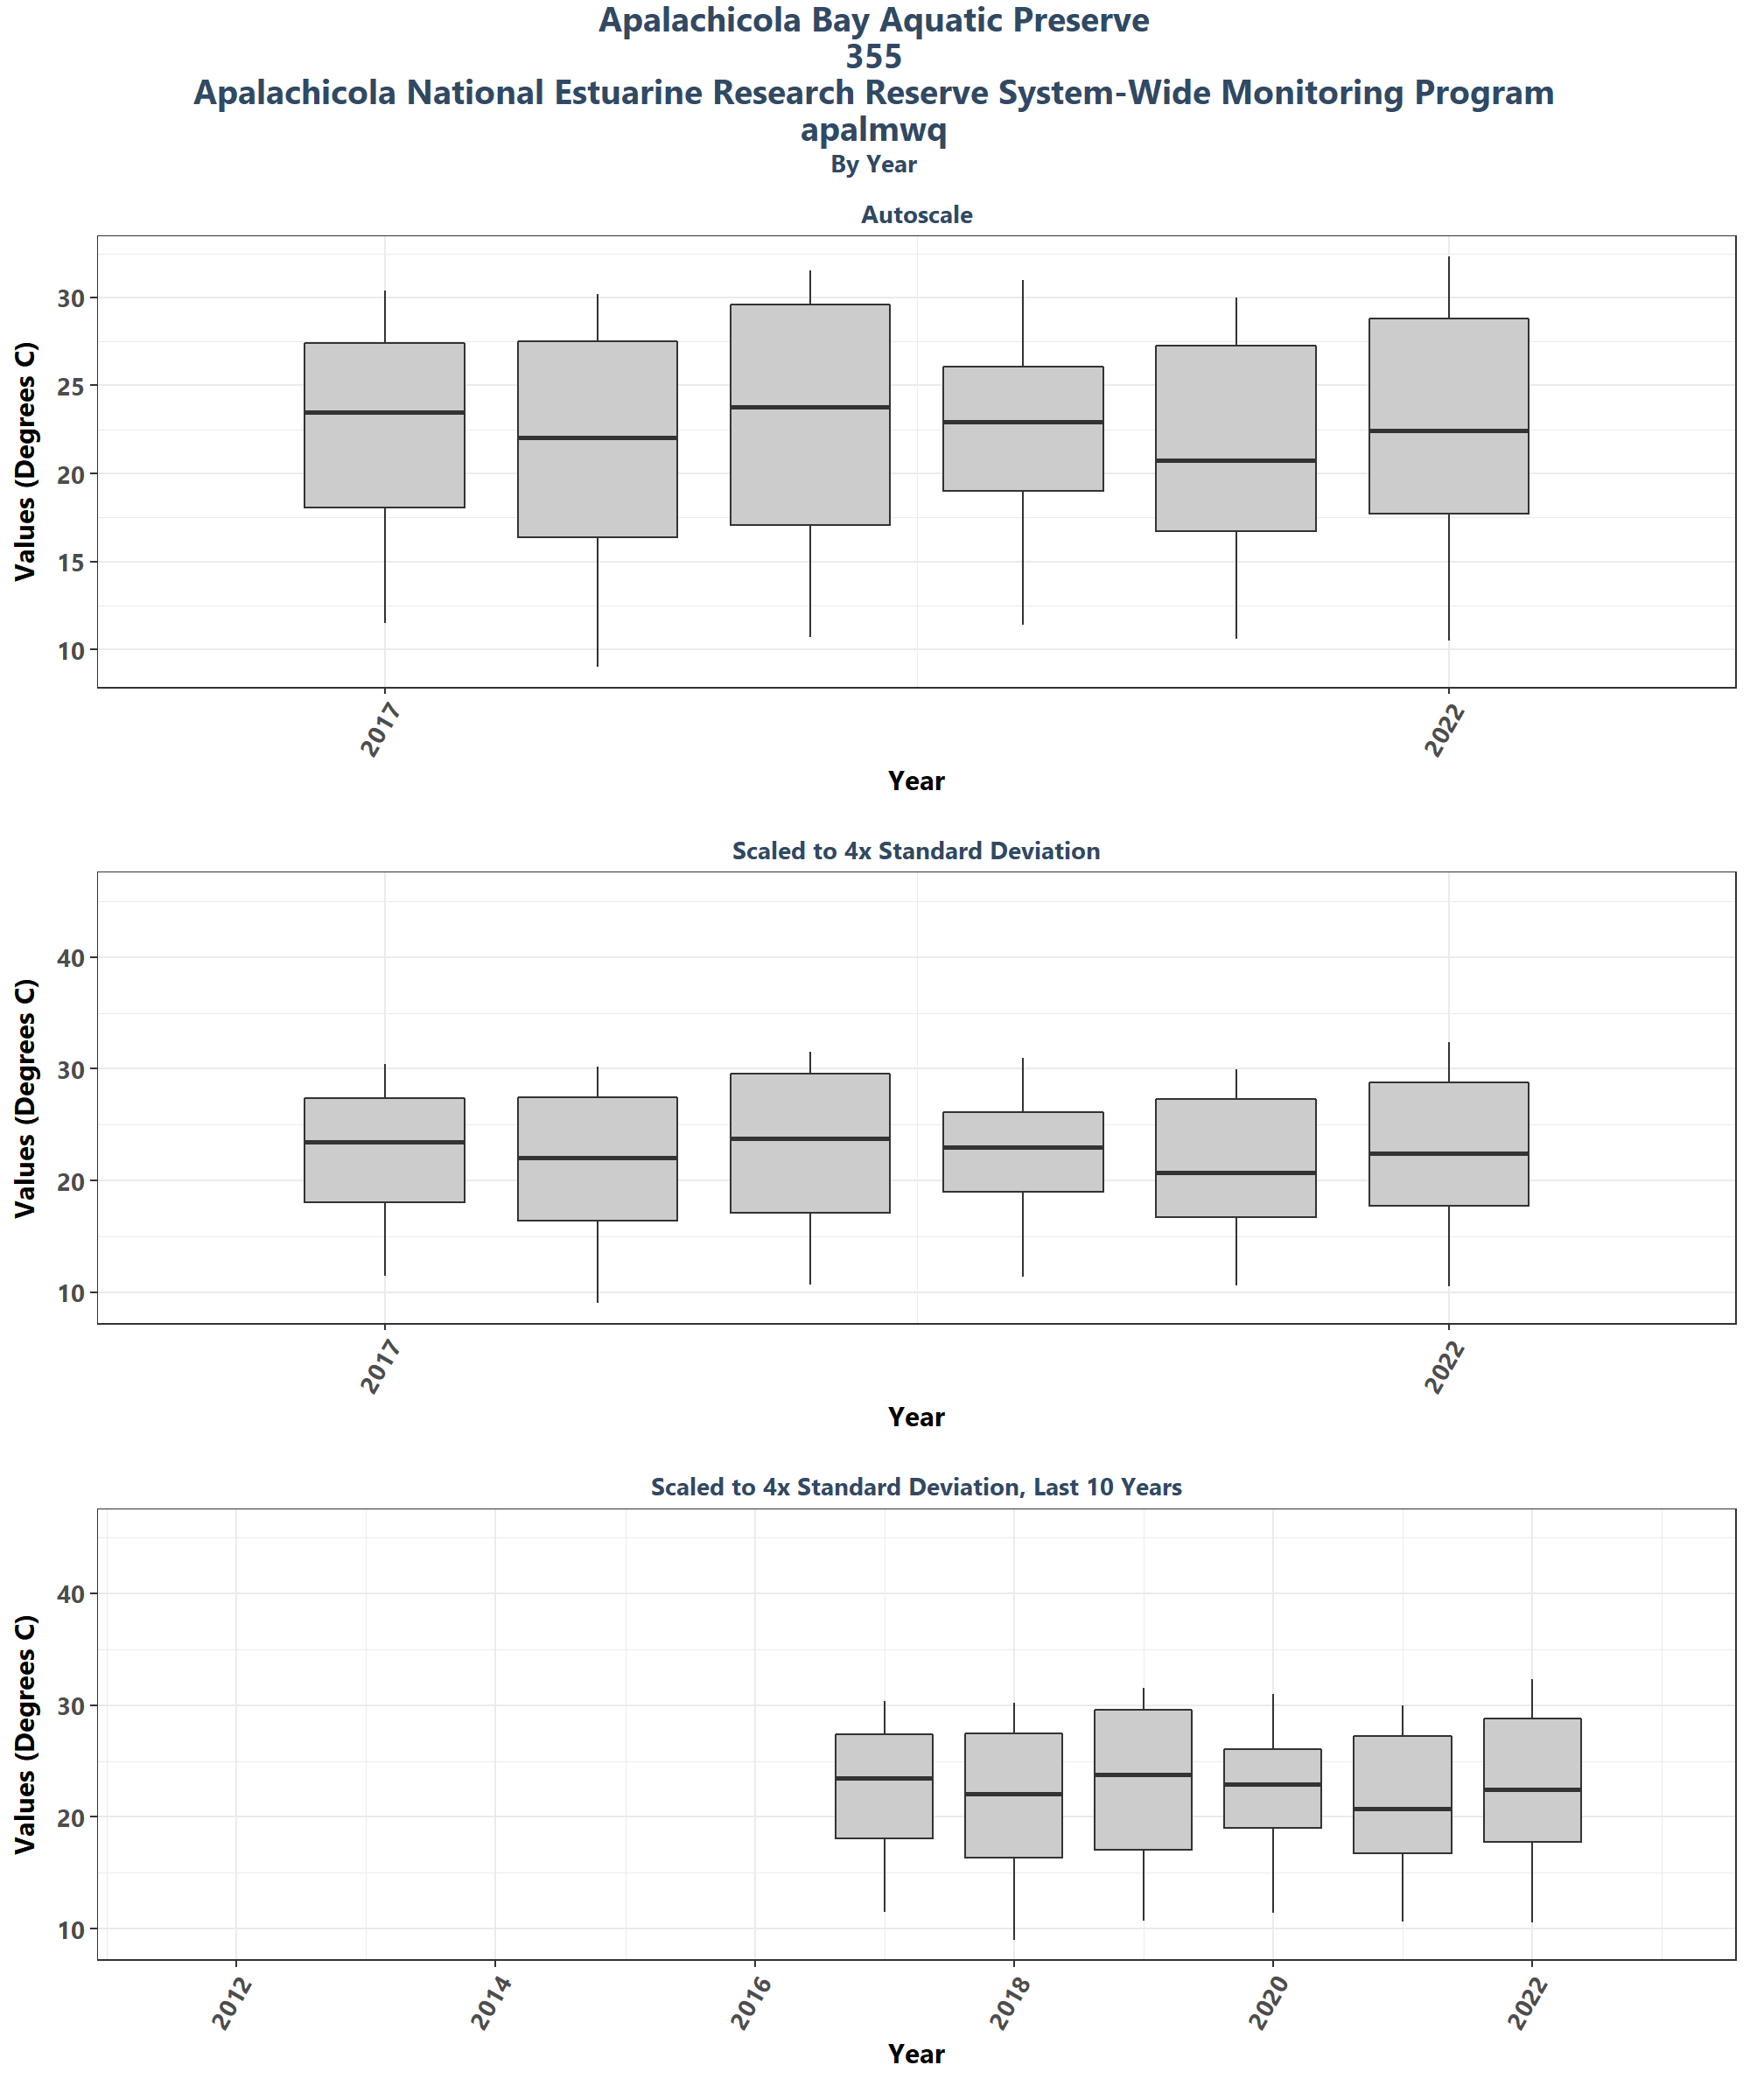 Apalachicola Bay Aquatic Preserve
355
Apalachicola National Estuarine Research Reserve System-Wide Monitoring Program
apalmwq
By Year
Autoscale
Values (Degrees C)
30
25
20
15
10
2017
2022
Year
Scaled to 4x Standard Deviation
Values (Degrees C)
40
30
20
10
2017
2022
Year
Scaled to 4x Standard Deviation, Last 10 Years
Values (Degrees C)
40
30
20
10
2012
2014
2016
2018
2020
2022
Year